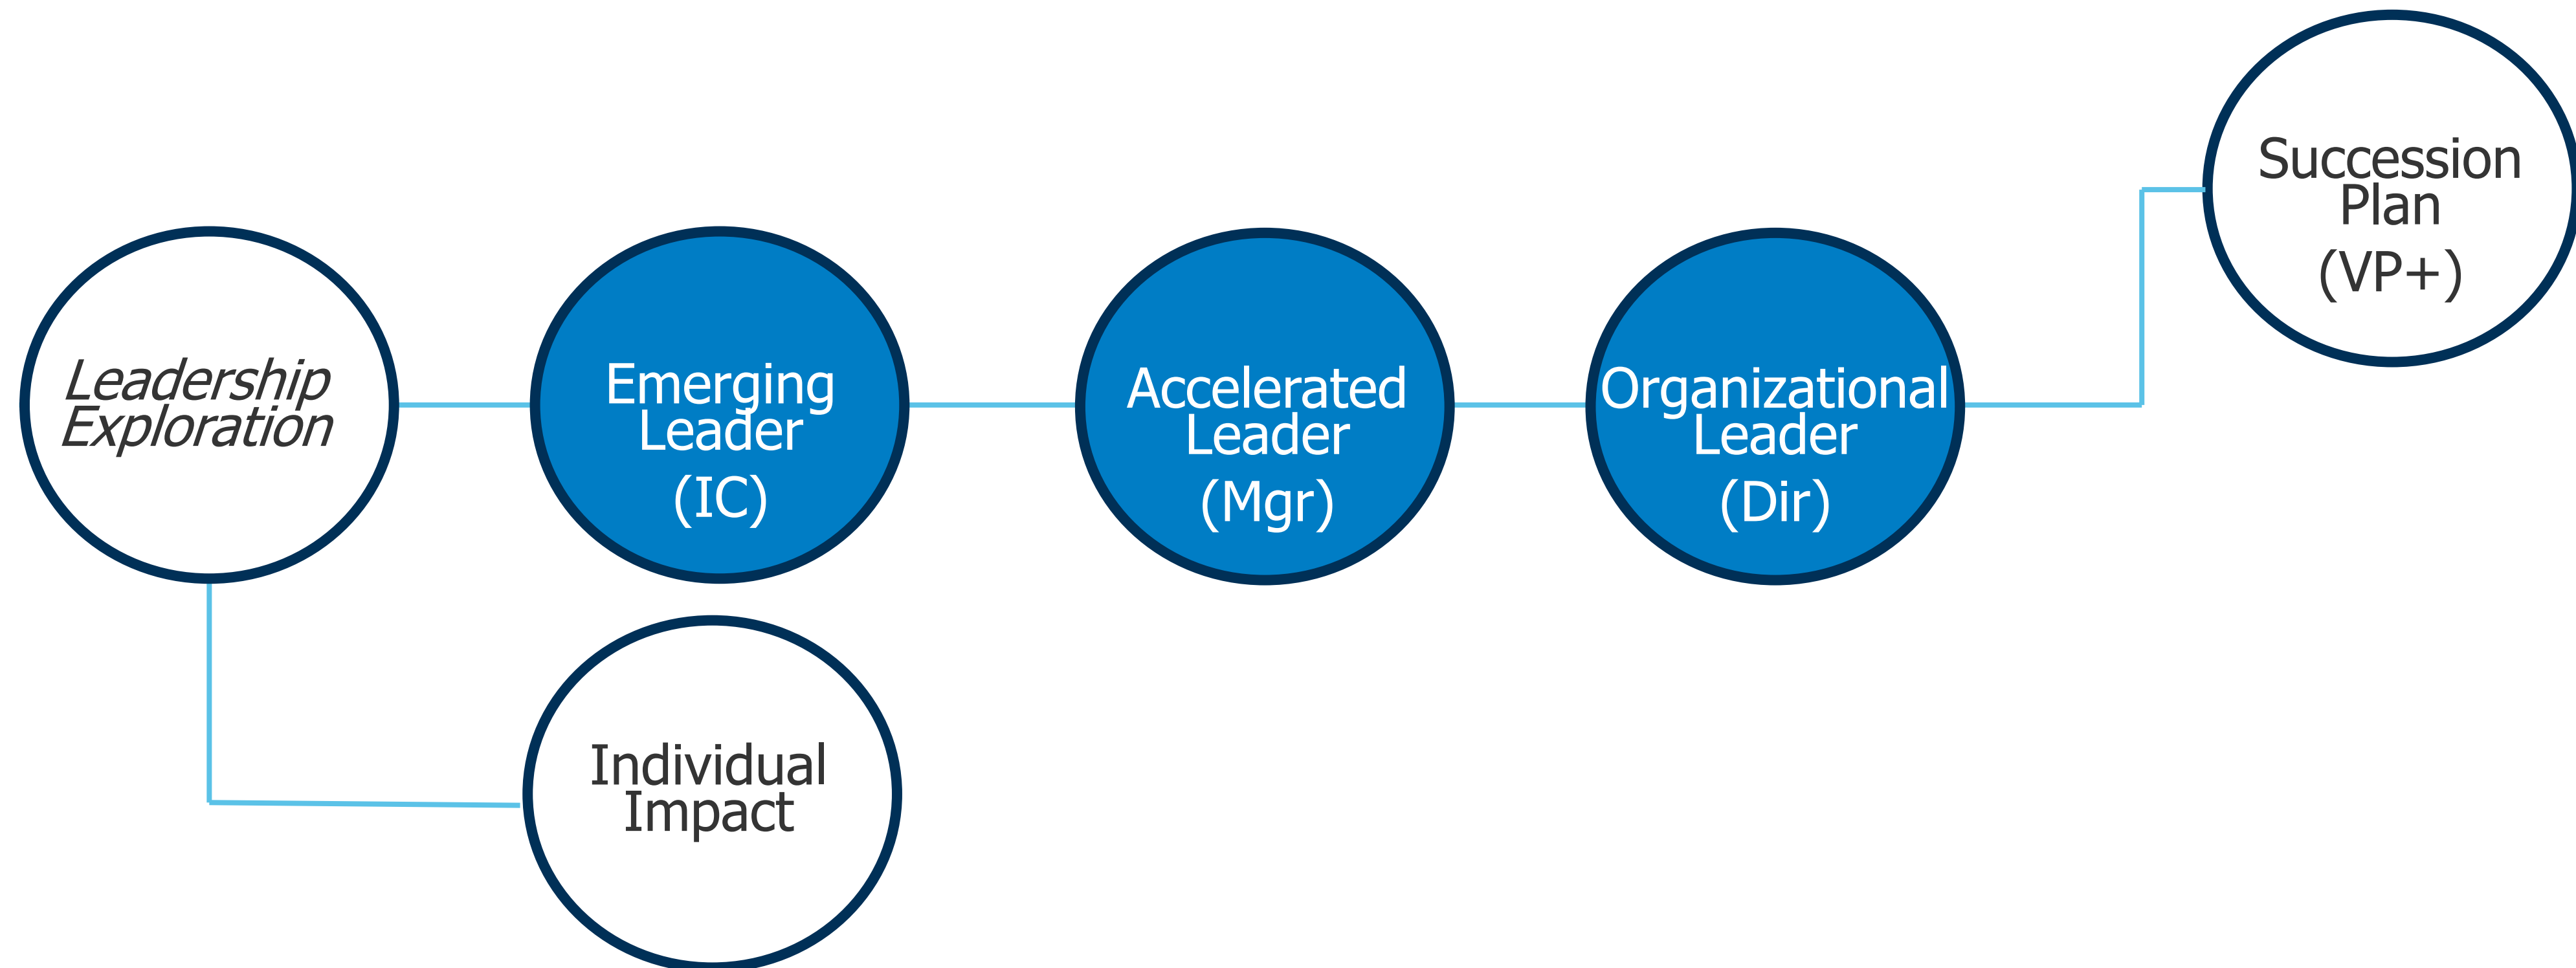 Leadership
Exploration
Emerging
Leader
(IC)
Accelerated
Leader
(Mgr)
Organizational
Leader
(Dir)
Succession
Plan
(VP+)
Individual
Impact